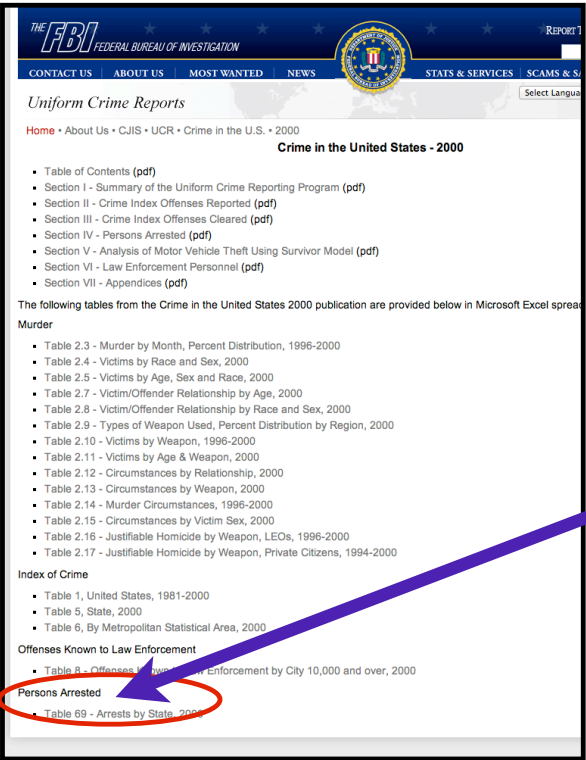 THE FBI FEDERAL BUREAU OF INVESTIGATION
REPORT T
CONTACT US ABOUT US MOST WANTED NEWS STATS & SERVICES SCAMS & SA
Select Langua
Uniform Crime Reports
Home • About Us • CJIS • UCR • Crime in the U.S. • 2000
Crime in the United States - 2000
Table of Contents (pdf)
Section I - Summary of the Uniform Crime Reporting Program (pdf)
Section II - Crime Index Offenses Reported (pdf)
Section III - Crime Index Offenses Cleared (pdf)
Section IV - Persons Arrested (pdf)
Section V - Analysis of Motor Vehicle Theft Using Survivor Model (pdf)
Section VI - Law Enforcement Personnel (pdf)
Section VII - Appendices (pdf)
The following tables from the Crime in the United States 2000 publication are provided below in Microsoft Excel spread
Murder
Table 2.3 - Murder by Month, Percent Distribution, 1996-2000
Table 2.4 - Victims by Race and Sex, 2000
Table 2.5 - Victims by Age, Sex and Race, 2000
Table 2.7 - Victim/Offender Relationship by Age, 2000
Table 2.8 - Victim/Offender Relationship by Race and Sex, 2000
Table 2.9 - Types of Weapon Used, Percent Distribution by Region, 2000
Table 2.10 - Victims by Weapon, 1996-2000
Table 2.11 - Victims by Age & Weapon, 2000
Table 2.12 - Circumstances by Relationship, 2000
Table 2.13 - Circumstances by Weapon, 2000
Table 2.14 - Murder Circumstances, 1996-2000
Table 2.15 - Circumstances by Victim Sex, 2000
Table 2.16 - Justifiable Homicide by Weapon, LEOs, 1996-2000
Table 2.17 - Justifiable Homicide by Weapon, Private Citizens, 1994-2000
Index of Crime
Table 1, United States, 1981-2000
Table 5, State, 2000
Table 6, By Metropolitan Statistical Area, 2000
Offenses Known to Law Enforcement
Table 8 - Offenses Enforcement by City 10,000 and over, 2000
Persons Arrested
Table 69 - Arrests by State, 2000